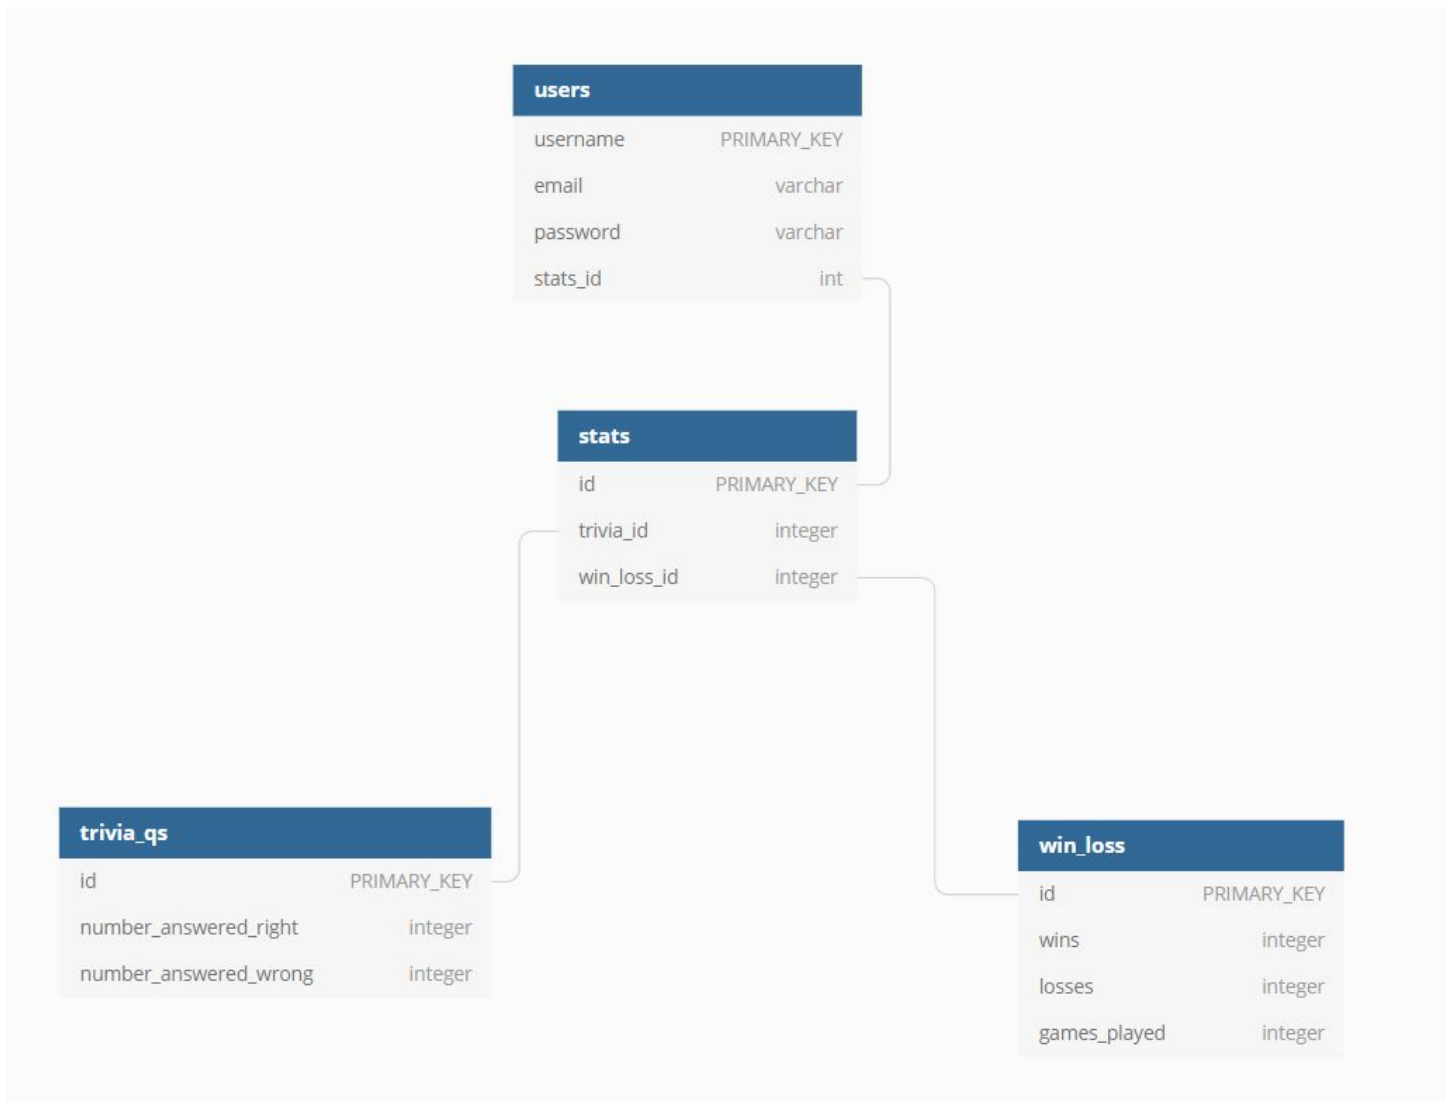 users
username PRIMARY_KEY
email varchar
password varchar
stats_id int
stats
id PRIMARY_KEY
trivia_id integer
win_loss_id integer
trivia_qs
id PRIMARY_KEY
number_answered_right integer
number_answered_wrong integer
win_loss
id PRIMARY_KEY
wins integer
losses integer
games_played integer